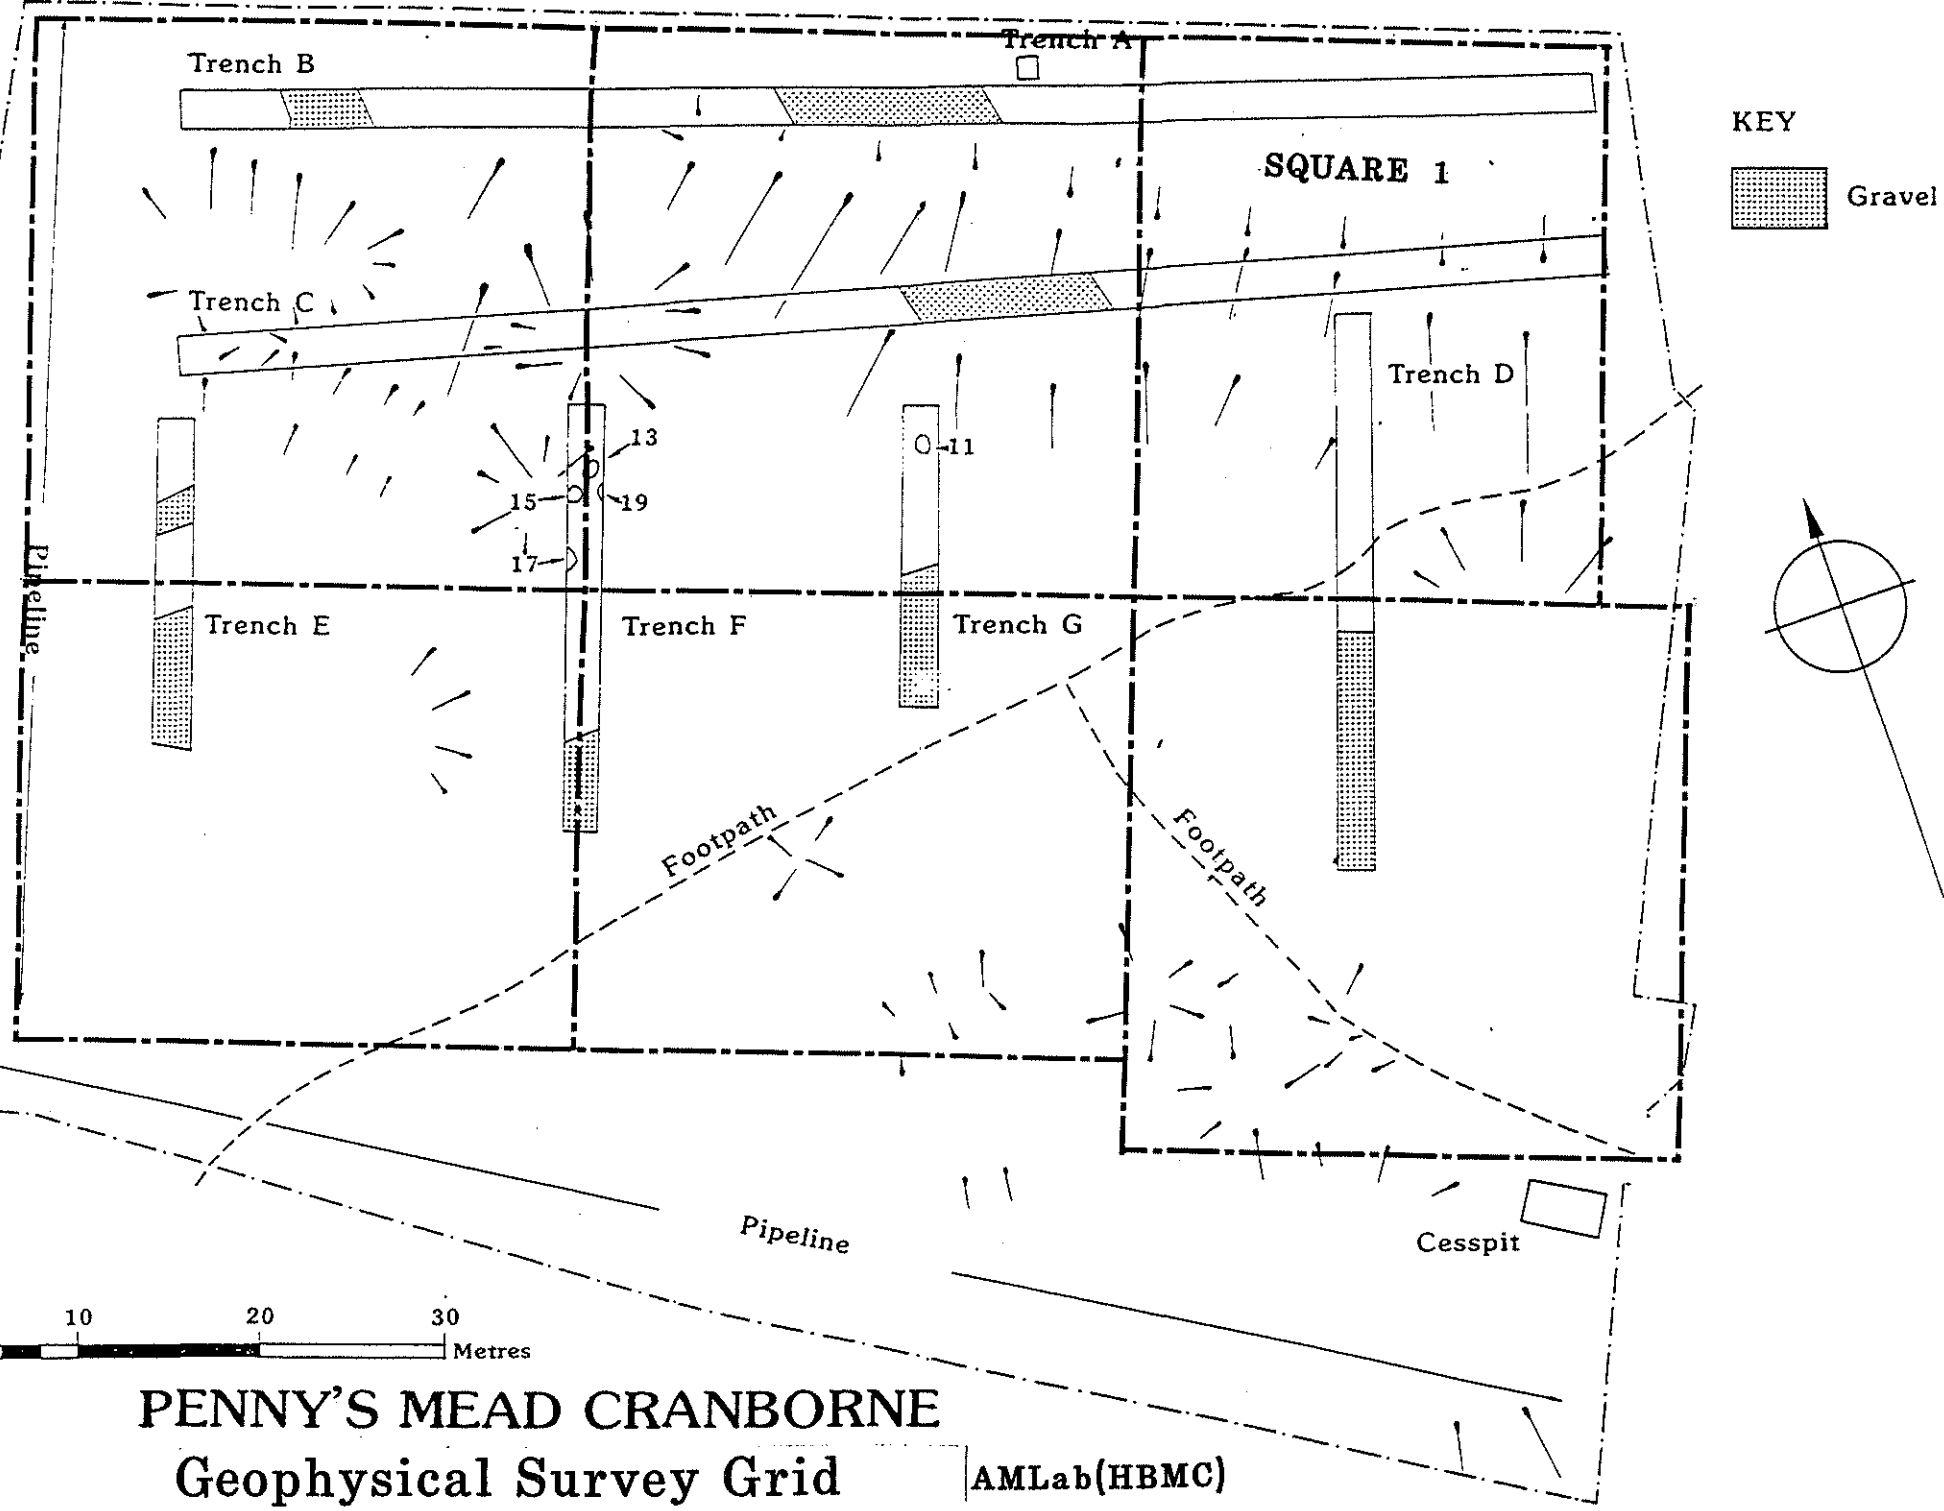 Trench A
Trench B
KEY
SQUARE 1
Gravel
Trench C
Trench D
13
11
15
19
17
Pipeline
Trench E
Trench F
Trench G
Footpath
Footpath
Pipeline
Cesspit
10 20 30
Metres
PENNY'S MEAD CRANBORNE
Geophysical Survey Grid
AMLab(HBMC)